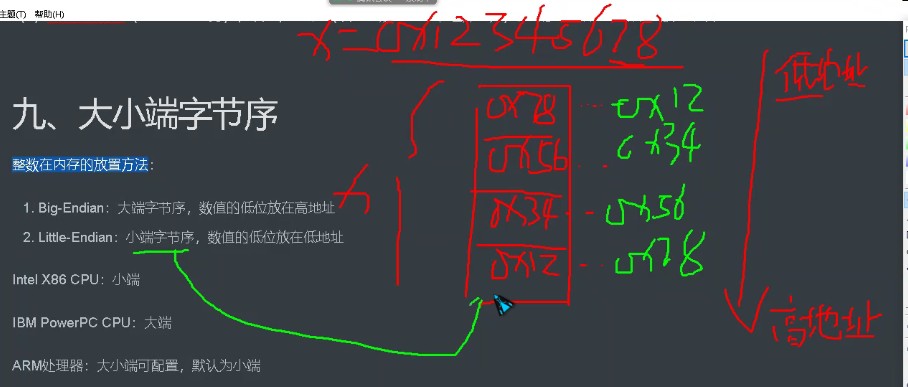 主题(T) 帮助(H)
x=0x12345678
九、大小端字节序
整数在内存的放置方法：
1. Big-Endian：大端字节序，数值的低位放在高地址
2. Little-Endian：小端字节序，数值的低位放在低地址
Intel X86 CPU：小端
IBM PowerPC CPU：大端
ARM处理器：大小端可配置，默认为小端
x
0x78 0x12
0x56 0x34
0x34 0x56
0x12 0x78
低地址
高地址